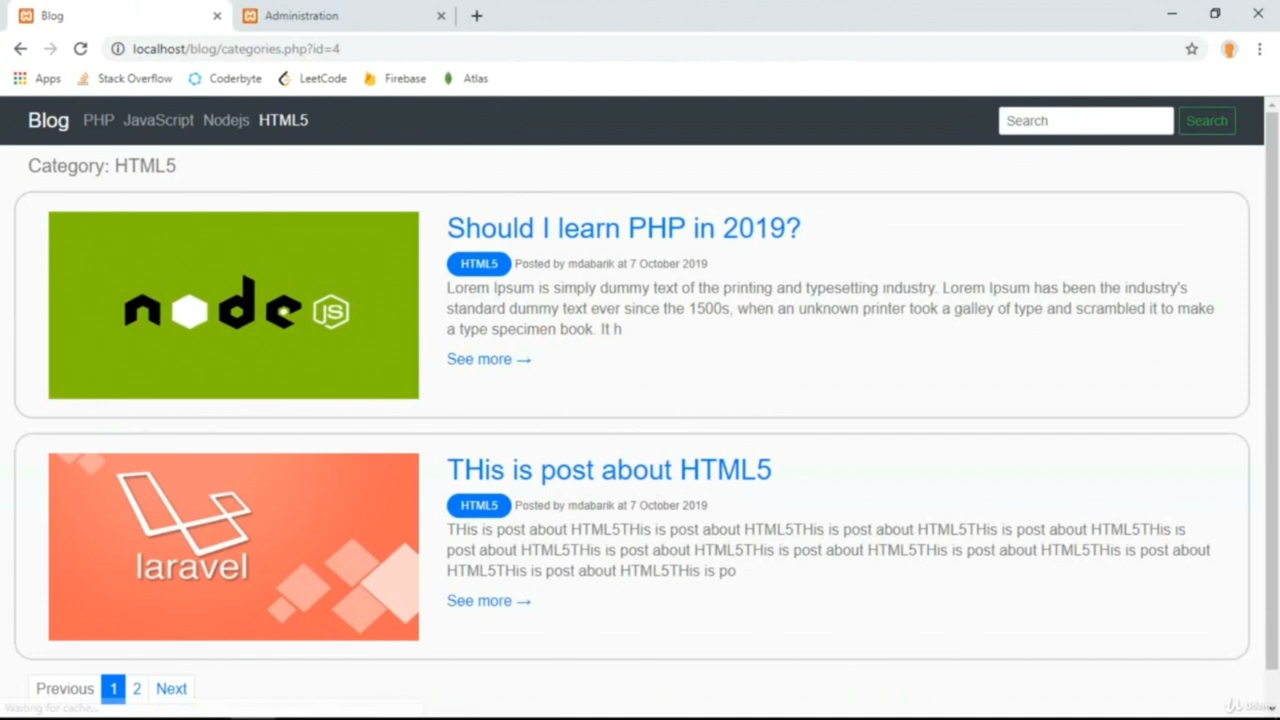 Blog
Administration
localhost/blog/categories.php?id=4
Apps Stack Overflow Coderbyte LeetCode Firebase Atlas
Blog PHP JavaScript Nodejs HTML5 Search Search
Category: HTML5
node JS
Should I learn PHP in 2019?
HTML5 Posted by mdabarik at 7 October 2019
Lorem Ipsum is simply dummy text of the printing and typesetting industry. Lorem Ipsum has been the industry's
standard dummy text ever since the 1500s, when an unknown printer took a galley of type and scrambled it to make
a type specimen book. It h
See more →
laravel
THis is post about HTML5
HTML5 Posted by mdabarik at 7 October 2019
THis is post about HTML5THis is post about HTML5THis is post about HTML5THis is post about HTML5THis is
post about HTML5THis is post about HTML5THis is post about HTML5THis is post about HTML5THis is post about
HTML5THis is post about HTML5THis is po
See more →
Previous 1 2 Next
Waiting for cache...
Udemy